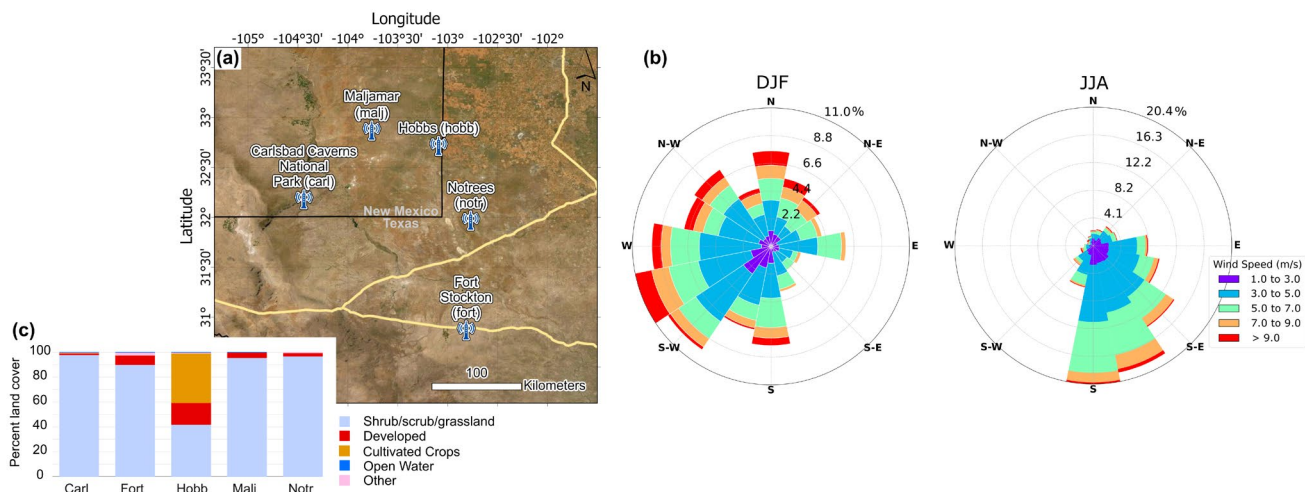 Longitude
-105° -104°30' -104° -103°30' -103° -102°30' -102°
Latitude
33°30'
33°
32°30'
32°
31°30'
31°
(a)
N
Maljamar
(malj)
Hobbs (hobb)
Carlsbad Caverns
National
Park (carl)
Notrees
(notr)
New Mexico
Texas
Fort
Stockton
(fort)
100
Kilometers
(b)
DJF
N
N-E
E
S-E
S
S-W
W
N-W
11.0%
8.8
6.6
4.4
2.2
JJA
N
N-E
E
S-E
S
S-W
W
N-W
20.4%
16.3
12.2
8.2
4.1
Wind Speed (m/s)
1.0 to 3.0
3.0 to 5.0
5.0 to 7.0
7.0 to 9.0
> 9.0
(c)
Percent land cover
100
80
60
40
20
0
Carl Fort Hobb Malj Notr
Shrub/scrub/grassland
Developed
Cultivated Crops
Open Water
Other